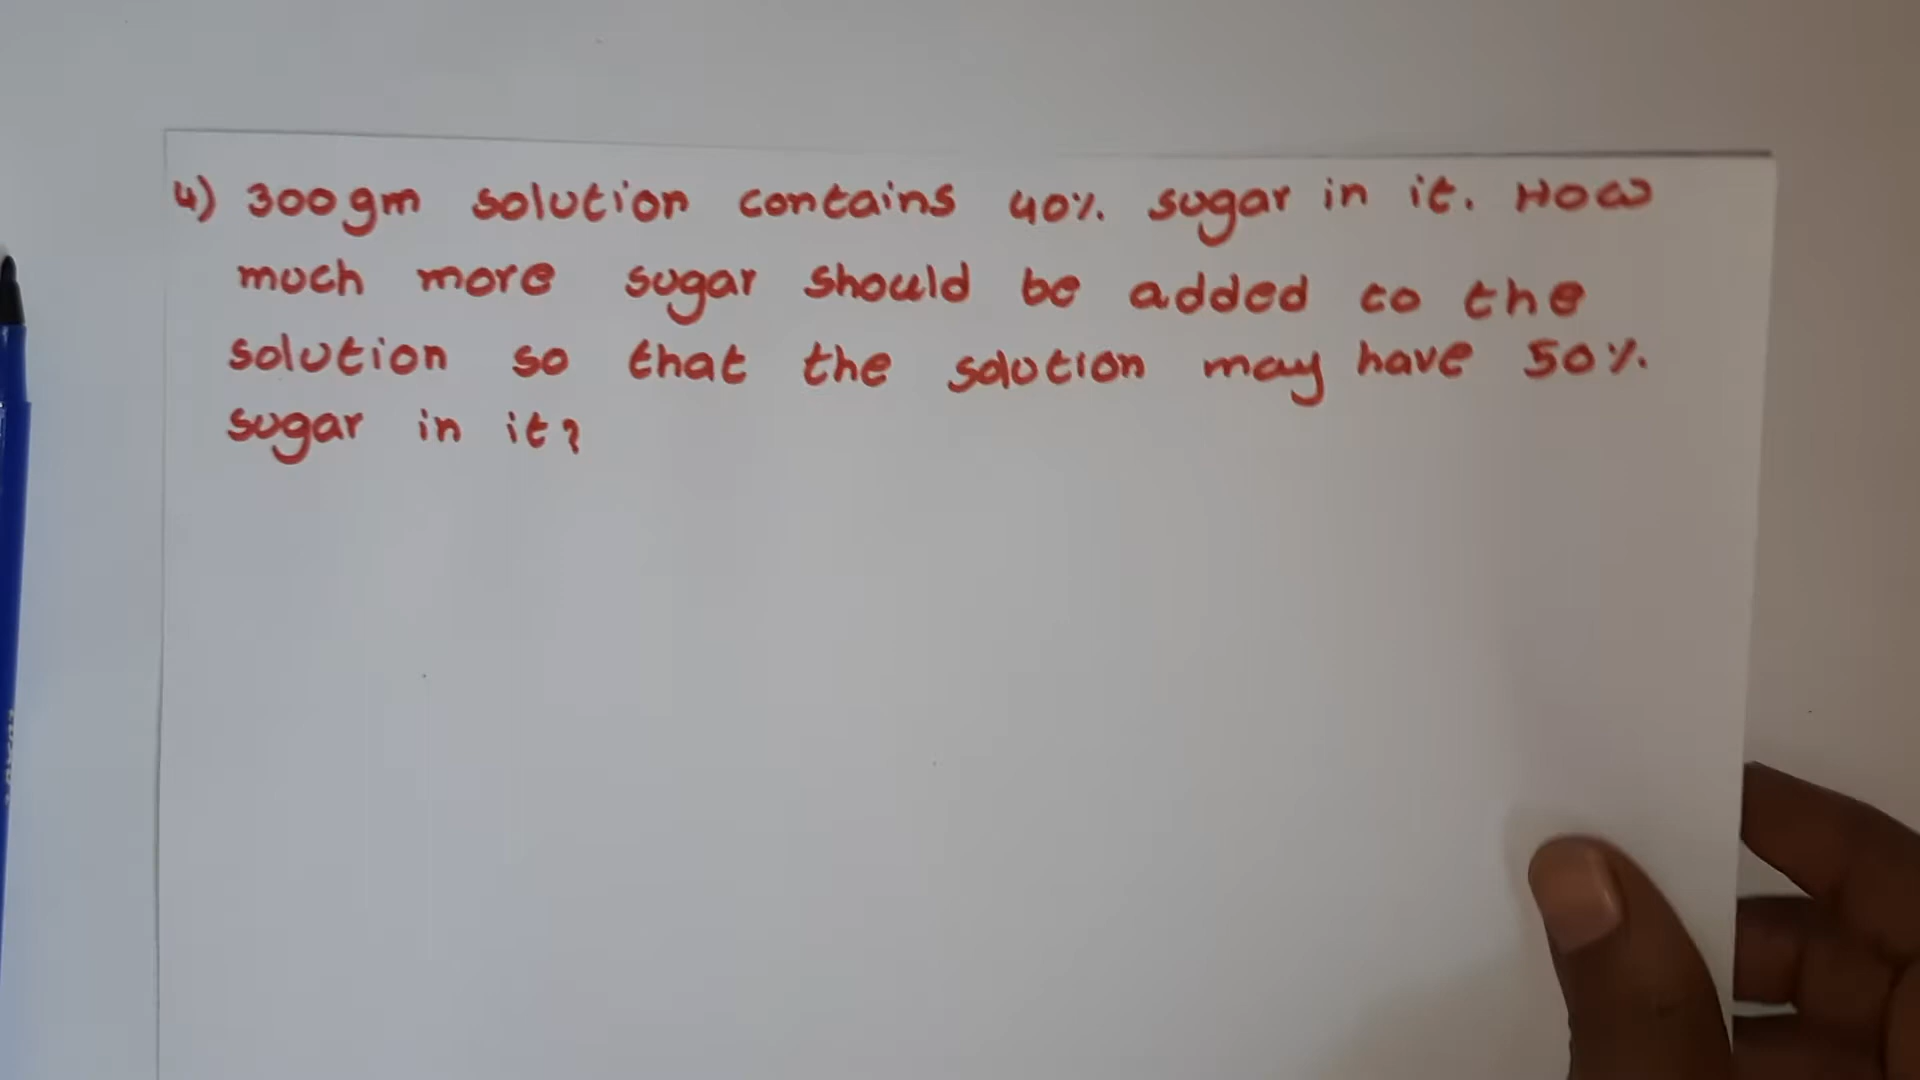 4) 300gm solution contains 40% sugar in it. How
much more sugar should be added to the
solution so that the solution may have 50%
sugar in it?